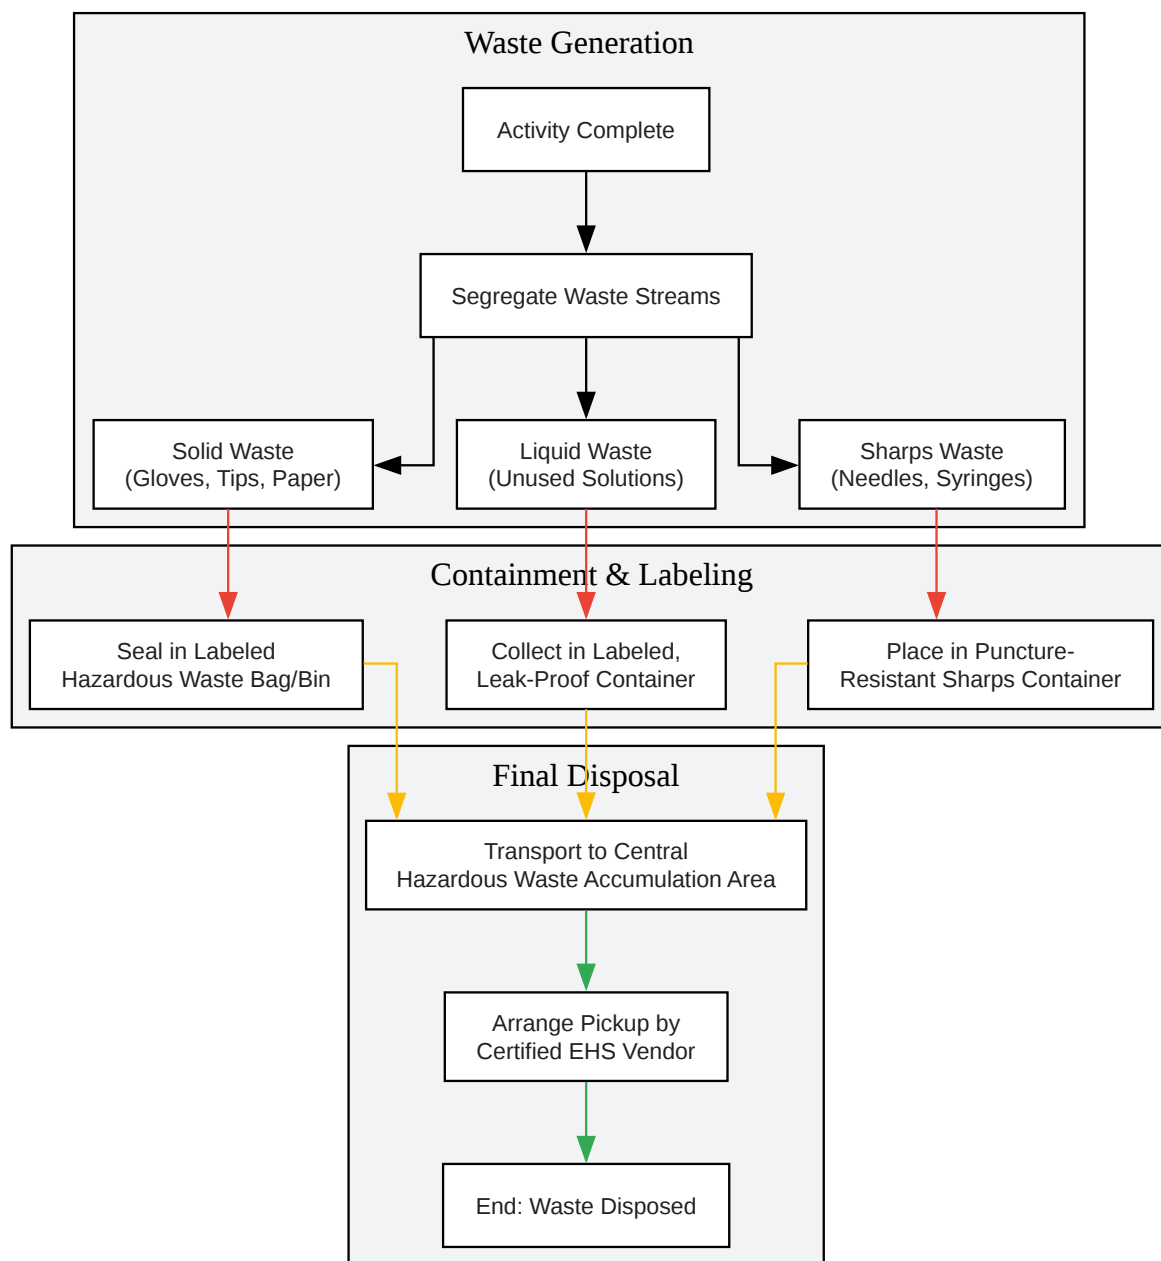 Waste Generation
Activity Complete
Segregate Waste Streams
Solid Waste
(Gloves, Tips, Paper)
Liquid Waste
(Unused Solutions)
Sharps Waste
(Needles, Syringes)
Containment & Labeling
Seal in Labeled
Hazardous Waste Bag/Bin
Collect in Labeled,
Leak-Proof Container
Place in Puncture-
Resistant Sharps Container
Final Disposal
Transport to Central
Hazardous Waste Accumulation Area
Arrange Pickup by
Certified EHS Vendor
End: Waste Disposed